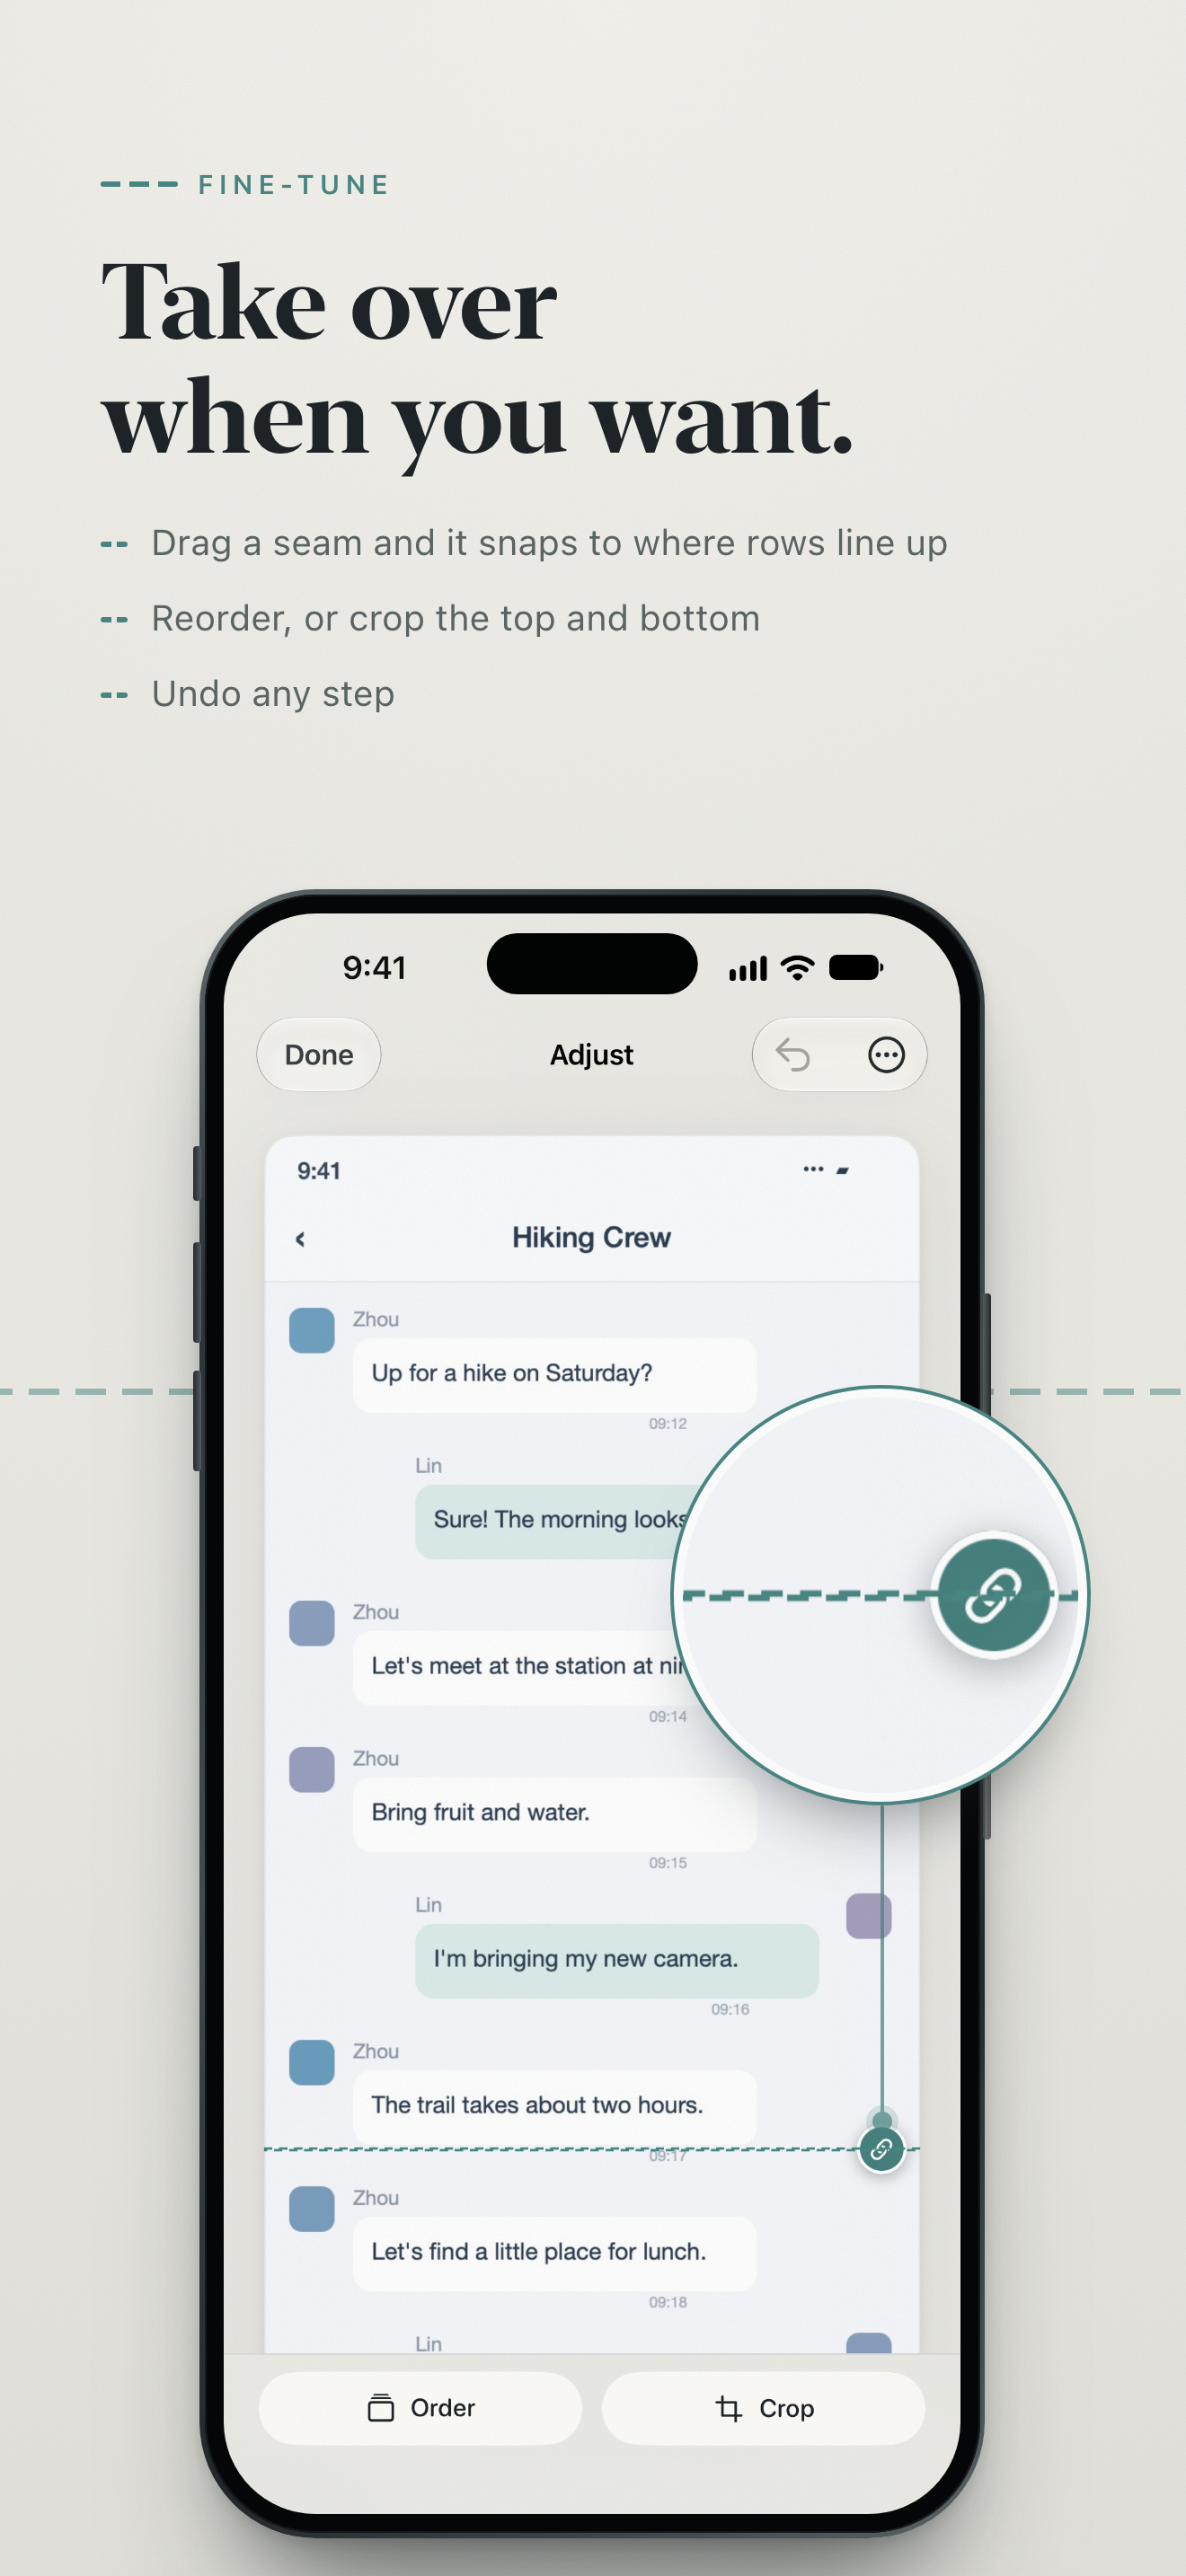 FINE-TUNE
Take over
when you want.
Drag a seam and it snaps to where rows line up
Reorder, or crop the top and bottom
Undo any step
9:41
Done
Adjust
9:41
Hiking Crew
Zhou
Up for a hike on Saturday?
09:12
Lin
Sure! The morning looks
Zhou
Let's meet at the station at
09:14
Zhou
Bring fruit and water.
09:15
Lin
I'm bringing my new camera.
09:16
Zhou
The trail takes about two hours.
09:17
Zhou
Let's find a little place for lunch.
09:18
Lin
Order
Crop